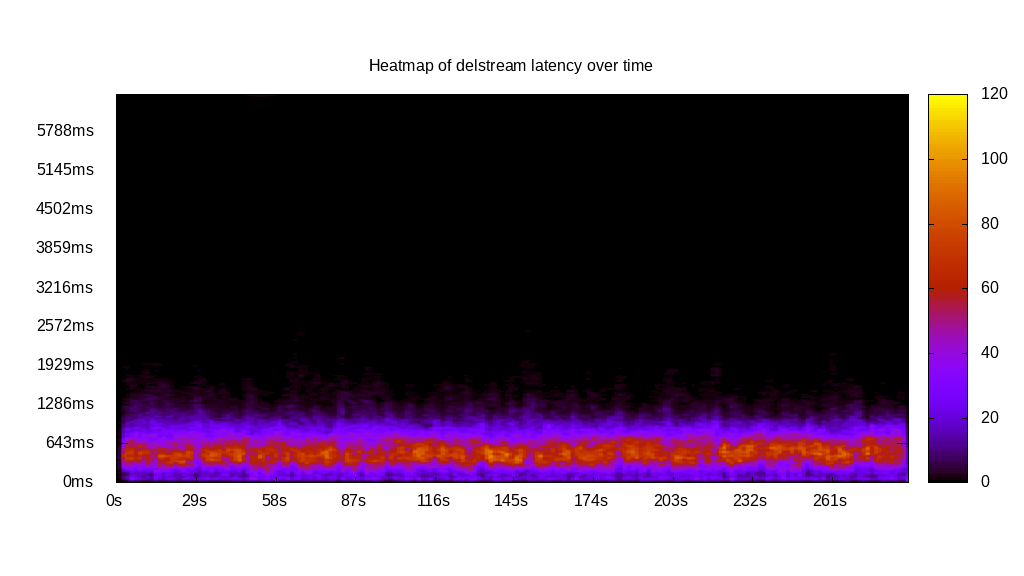 Heatmap of delstream latency over time
5788ms
5145ms
4502ms
3859ms
3216ms
2572ms
1929ms
1286ms
643ms
0ms
0s 29s 58s 87s 116s 145s 174s 203s 232s 261s
120
100
80
60
40
20
0